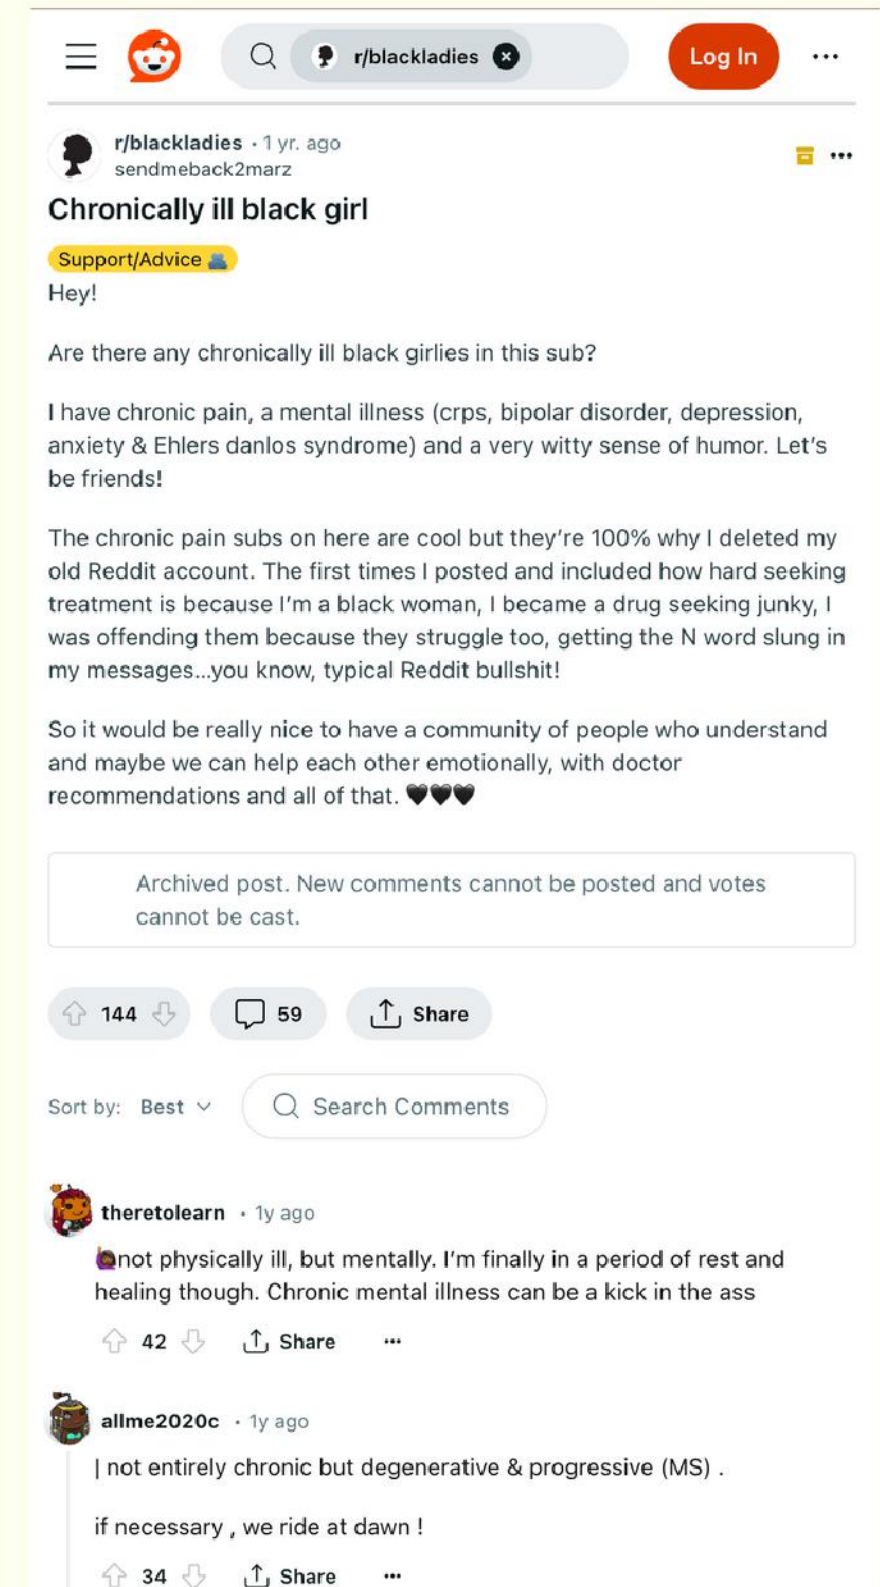 r/blackladies
Log In
r/blackladies • 1 yr. ago
sendmeback2marz
Chronically ill black girl
Support/Advice
Hey!
Are there any chronically ill black girlies in this sub?
I have chronic pain, a mental illness (crps, bipolar disorder, depression,
anxiety & Ehlers danlos syndrome) and a very witty sense of humor. Let's
be friends!
The chronic pain subs on here are cool but they're 100% why I deleted my
old Reddit account. The first times I posted and included how hard seeking
treatment is because I'm a black woman, I became a drug seeking junky, I
was offending them because they struggle too, getting the N word slung in
my messages...you know, typical Reddit bullshit!
So it would be really nice to have a community of people who understand
and maybe we can help each other emotionally, with doctor
recommendations and all of that. 🖤🖤🖤
Archived post. New comments cannot be posted and votes
cannot be cast.
144 59 Share
Sort by: Best Search Comments
theretolearn • 1y ago
🙋🏾‍♀️not physically ill, but mentally. I'm finally in a period of rest and
healing though. Chronic mental illness can be a kick in the ass
42 Share
allme2020c • 1y ago
| not entirely chronic but degenerative & progressive (MS) .
if necessary , we ride at dawn !
34 Share